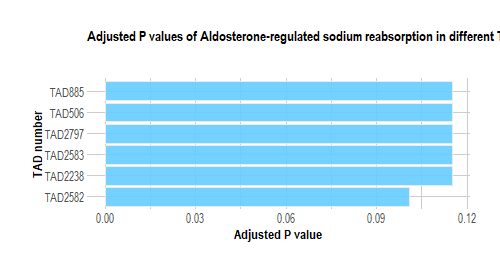 Adjusted P values of Aldosterone-regulated sodium reabsorption in different
TAD number
TAD885
TAD506
TAD2797
TAD2583
TAD2238
TAD2582
0.00 0.03 0.06 0.09 0.12
Adjusted P value